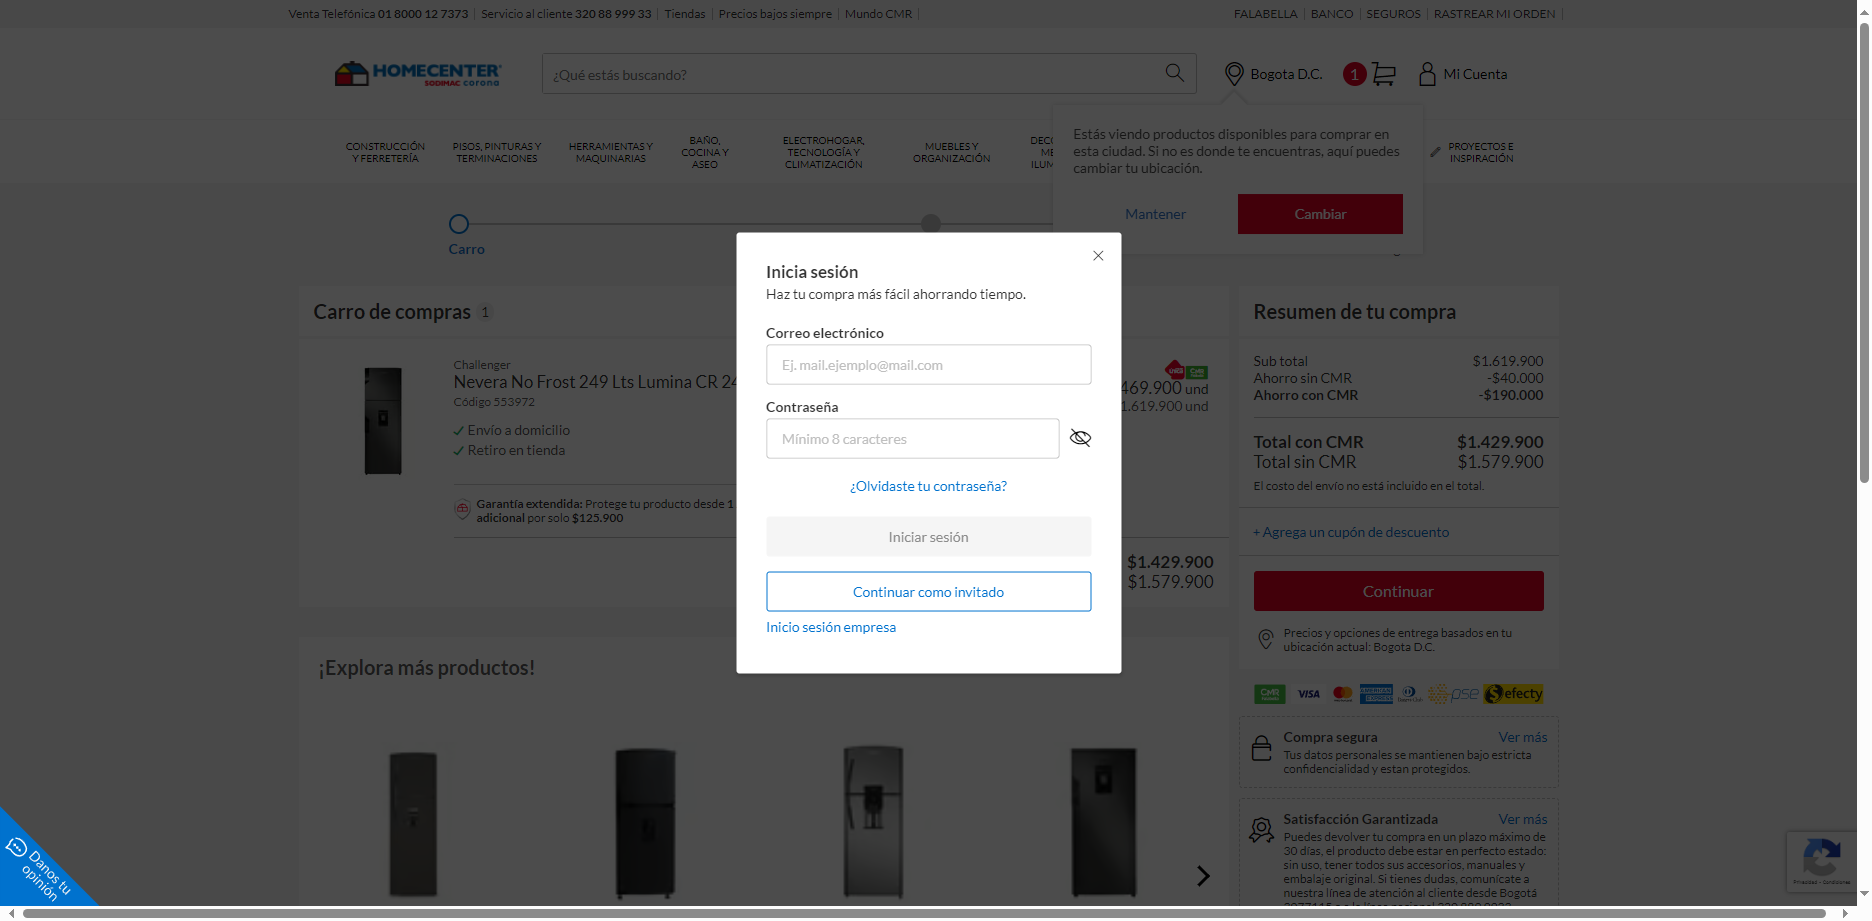 Venta Telefónica 01 8000 12 7373
Servicio al cliente 320 88 999 33
Tiendas
Precios bajos siempre
Mundo CMR
FALABELLA
BANCO
SEGUROS
RASTREAR MI ORDEN
HOMECENTER
SODIMAC corona
¿Qué estás buscando?
Bogota D.C.
1
Mi Cuenta
CONSTRUCCIÓN
Y FERRETERÍA
PISOS, PINTURAS Y
TERMINACIONES
HERRAMIENTAS Y
MAQUINARIAS
BAÑO,
COCINA Y
ASEO
ELECTROHOGAR,
TECNOLOGÍA Y
CLIMATIZACIÓN
MUEBLES Y
ORGANIZACIÓN
PROYECTOS E
INSPIRACIÓN
Estás viendo productos disponibles para comprar en
esta ciudad. Si no es donde te encuentras, aquí puedes
cambiar tu ubicación.
Mantener
Cambiar
Carro
Inicia sesión
Haz tu compra más fácil ahorrando tiempo.
Correo electrónico
Ej. mail.ejemplo@mail.com
Contraseña
Mínimo 8 caracteres
¿Olvidaste tu contraseña?
Iniciar sesión
Continuar como invitado
Inicio sesión empresa
Carro de compras 1
Challenger
Nevera No Frost 249 Lts Lumina CR 24
Código 553972
Envío a domicilio
Retiro en tienda
Garantía extendida: Protege tu producto desde 1
adicional por solo $125.900
469.900 und
1.619.900 und
$1.429.900
$1.579.900
Resumen de tu compra
Sub total $1.619.900
Ahorro sin CMR -$40.000
Ahorro con CMR -$190.000
Total con CMR $1.429.900
Total sin CMR $1.579.900
El costo del envío no está incluido en el total.
+ Agrega un cupón de descuento
Continuar
Precios y opciones de entrega basados en tu
ubicación actual: Bogota D.C.
CMR
VISA
pse
efecty
Compra segura Ver más
Tus datos personales se mantienen bajo estricta
confidencialidad y estan protegidos.
Satisfacción Garantizada Ver más
Puedes devolver tu compra en un plazo máximo de
30 días, el producto debe estar en perfecto estado:
sin uso, tener todos sus accesorios, manuales y
embalaje original. Si tienes dudas, comunícate a
nuestra línea de atención al cliente desde Bogotá
¡Explora más productos!
Danos tu
opinión